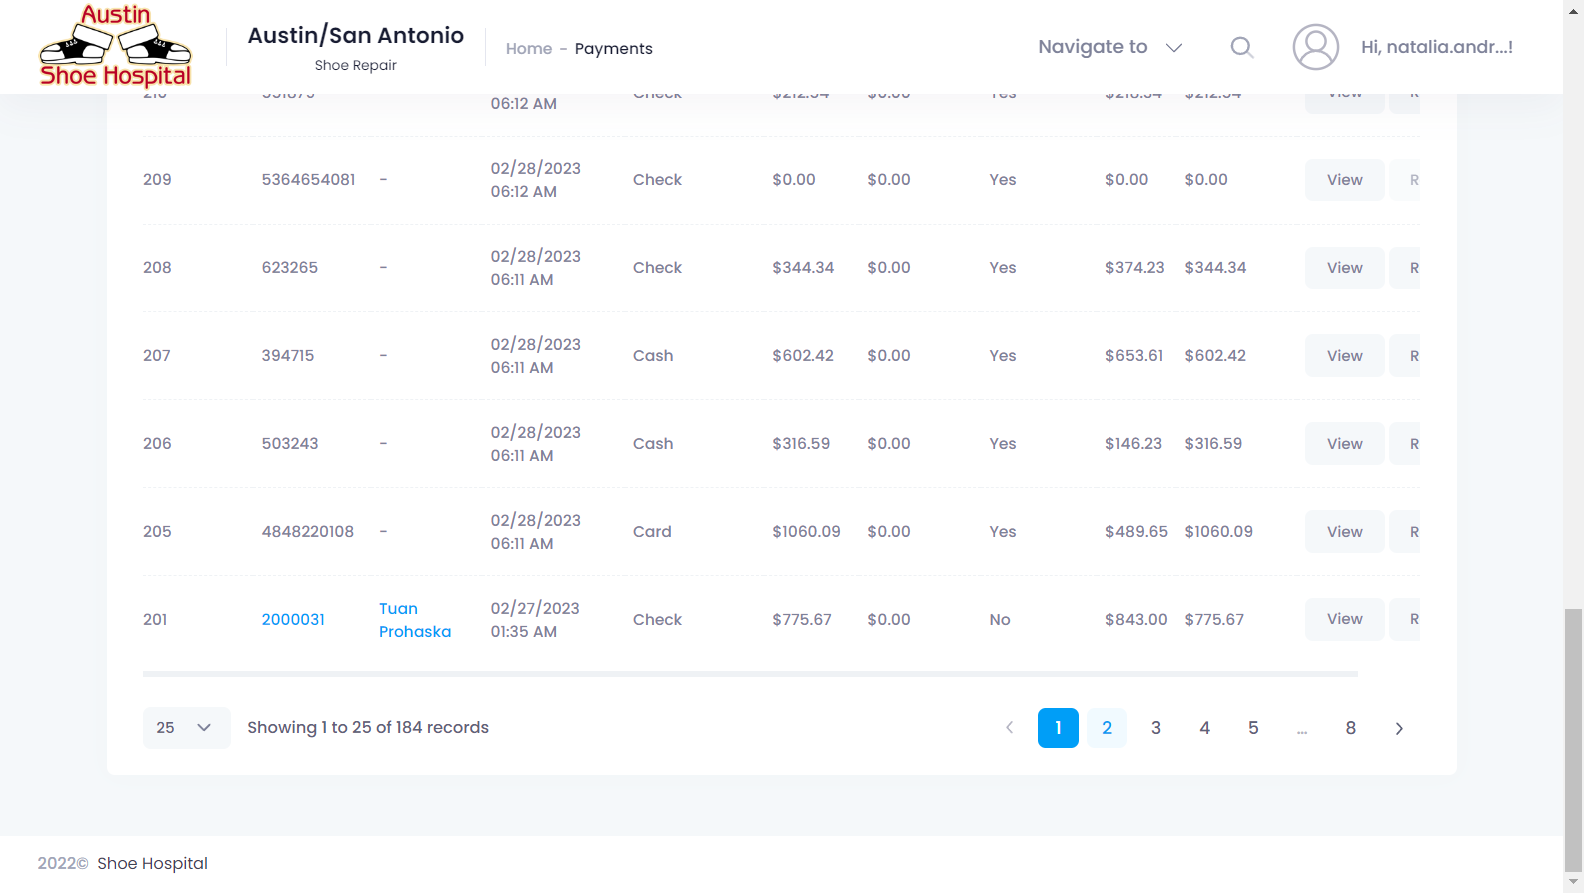 Austin
Shoe Hospital
Austin/San Antonio
Shoe Repair
Home - Payments
Navigate to
Hi, natalia.andr...!
06:12 AM Check $212.54 $0.00 Yes $212.54 View R
209 5364654081 - 02/28/2023 06:12 AM Check $0.00 $0.00 Yes $0.00 $0.00 View R
208 623265 - 02/28/2023 06:11 AM Check $344.34 $0.00 Yes $374.23 $344.34 View R
207 394715 - 02/28/2023 06:11 AM Cash $602.42 $0.00 Yes $653.61 $602.42 View R
206 503243 - 02/28/2023 06:11 AM Cash $316.59 $0.00 Yes $146.23 $316.59 View R
205 4848220108 - 02/28/2023 06:11 AM Card $1060.09 $0.00 Yes $489.65 $1060.09 View R
201 2000031 Tuan Prohaska 02/27/2023 01:35 AM Check $775.67 $0.00 No $843.00 $775.67 View R
25 Showing 1 to 25 of 184 records
1 2 3 4 5 ... 8
2022© Shoe Hospital